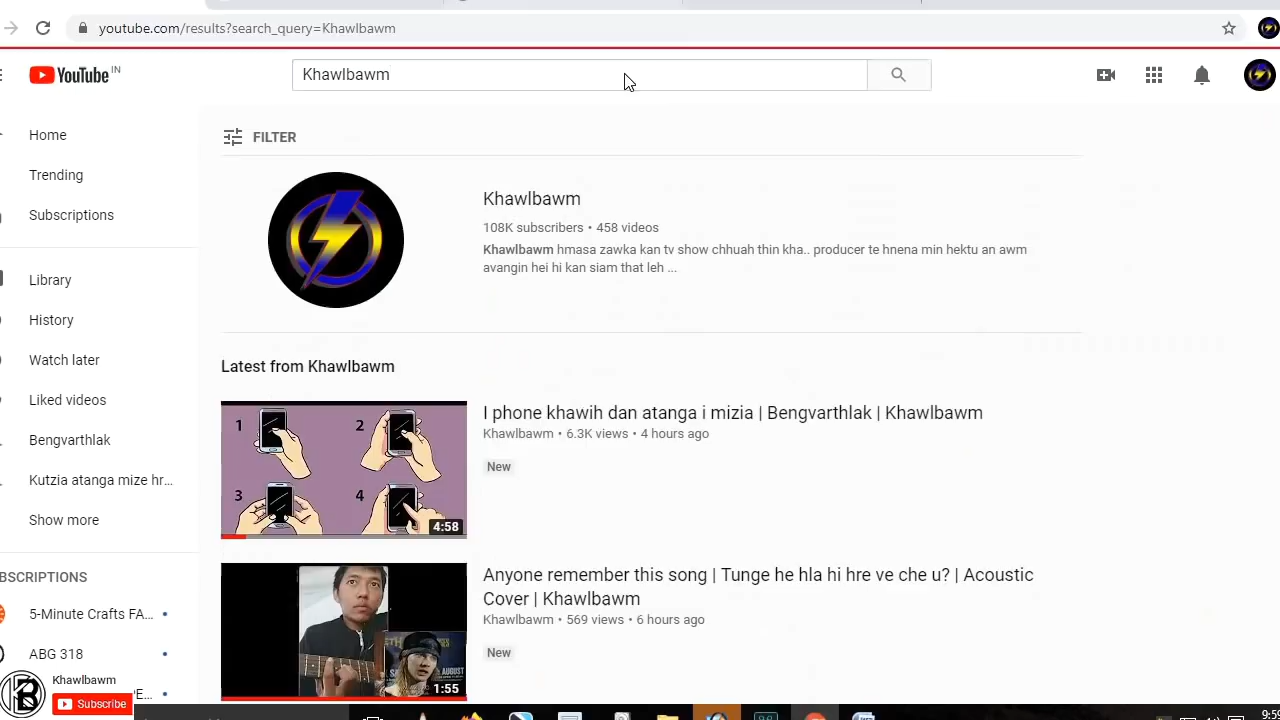 youtube.com/results?search_query=Khawlbawm
YouTube IN
Khawlbawm
Home
Trending
Subscriptions
Library
History
Watch later
Liked videos
Bengvarthlak
Kutzia atanga mize hr...
Show more
BSCRIPTIONS
5-Minute Crafts FA...
ABG 318
PE...
FILTER
Khawlbawm
108K subscribers • 458 videos
Khawlbawm hmasa zawka kan tv show chhuah thin kha.. producer te hnena min hektu an awm
avangin hei hi kan siam that leh ...
Latest from Khawlbawm
1
2
3
4
4:58
I phone khawih dan atanga i mizia | Bengvarthlak | Khawlbawm
Khawlbawm • 6.3K views • 4 hours ago
New
1:55
Anyone remember this song | Tunge he hla hi hre ve che u? | Acoustic
Cover | Khawlbawm
Khawlbawm • 569 views • 6 hours ago
New
Khawlbawm
Subscribe